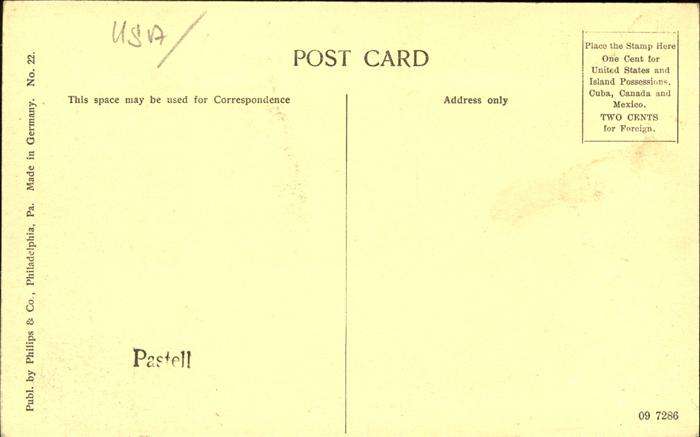 USA/
POST CARD
This space may be used for Correspondence
Address only
Place the Stamp Here
One Cent for
United States and
Island Possessions.
Cuba, Canada and
Mexico.
TWO CENTS
for Foreign.
Publ. by Philips & Co., Philadelphia, Pa. Made in Germany. No. 22.
Pastell
09 7286